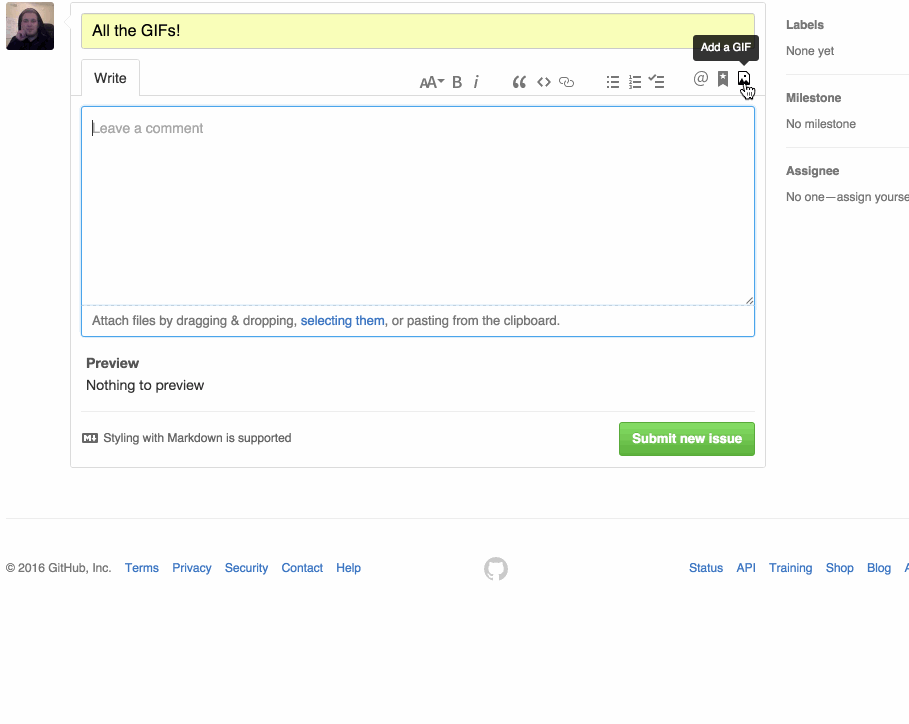 All the GIFs!
Add a GIF
Write
AA B i
Leave a comment
Attach files by dragging & dropping, selecting them, or pasting from the clipboard.
Preview
Nothing to preview
Styling with Markdown is supported
Submit new issue
Labels
None yet
Milestone
No milestone
Assignee
No one—assign yourse
© 2016 GitHub, Inc. Terms Privacy Security Contact Help
Status API Training Shop Blog A